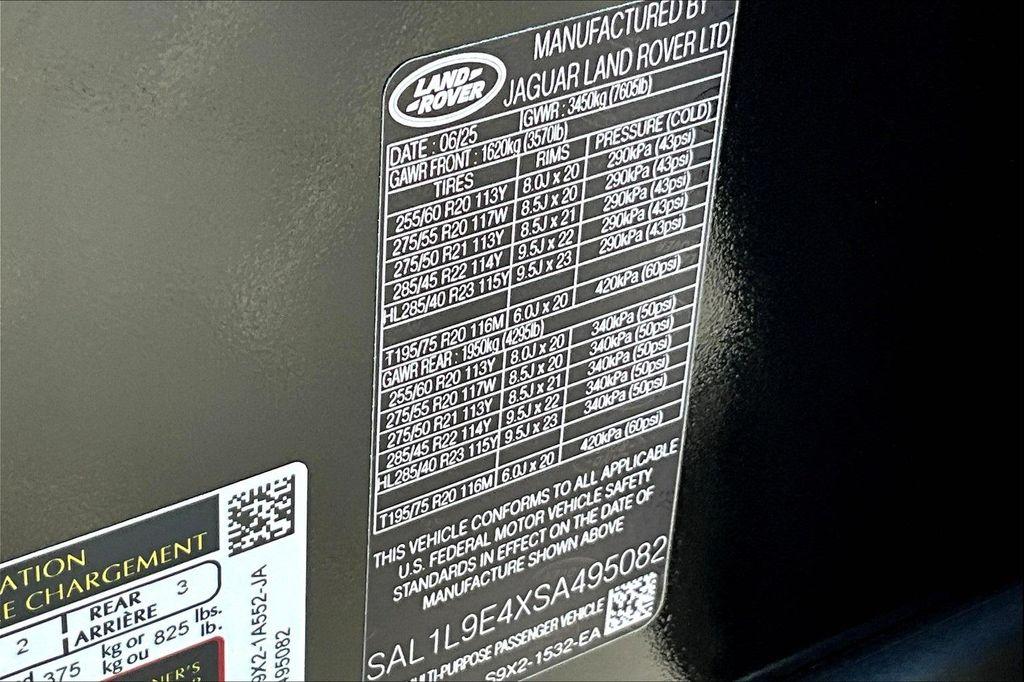 MANUFACTURED BY
JAGUAR LAND ROVER LTD
LAND-
-ROVER
DATE : 06/25 GVWR : 3450kg (7605lb)
GAWR FRONT : 1620kg (3570lb)
TIRES RIMS PRESSURE (COLD)
255/60 R20 113Y 8.0J x 20 290kPa (43psi)
275/55 R20 117W 8.5J x 20 290kPa (43psi)
275/50 R21 113Y 8.5J x 21 290kPa (43psi)
285/45 R22 114Y 9.5J x 22 290kPa (43psi)
HL285/40 R23 115Y 9.5J x 23 290kPa (43psi)
T195/75 R20 116M 6.0J x 20 420kPa (60psi)
GAWR REAR : 1950kg (4295lb)
255/60 R20 113Y 8.0J x 20 340kPa (50psi)
275/55 R20 117W 8.5J x 20 340kPa (50psi)
275/50 R21 113Y 8.5J x 21 340kPa (50psi)
285/45 R22 114Y 9.5J x 22 340kPa (50psi)
HL285/40 R23 115Y 9.5J x 23 340kPa (50psi)
T195/75 R20 116M 6.0J x 20 420kPa (60psi)
THIS VEHICLE CONFORMS TO ALL APPLICABLE
U.S. FEDERAL MOTOR VEHICLE SAFETY
STANDARDS IN EFFECT ON THE DATE OF
MANUFACTURE SHOWN ABOVE
SAL1L9E4XSA495082
MULTI-PURPOSE PASSENGER VEHICLE
S9X2-1532-EA
ATION
E CHARGEMENT
2 REAR 3
ARRIÈRE
375 kg or 825 lbs.
kg ou lb.
NER'S
9X2-1A552-JA
495082